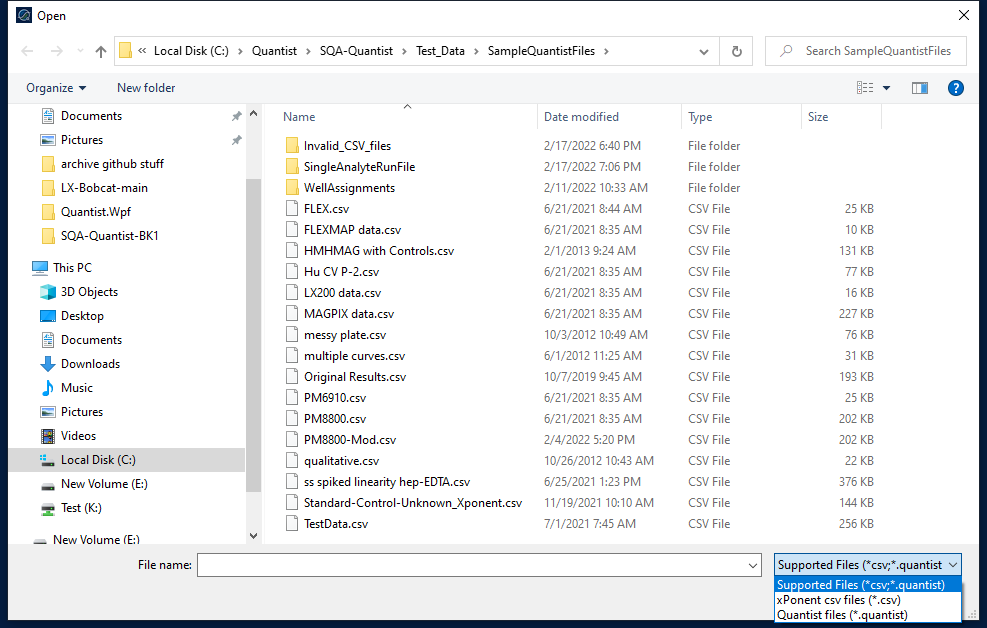 Open
« Local Disk (C:) › Quantist › SQA-Quantist › Test_Data › SampleQuantistFiles ›
Search SampleQuantistFiles
Organize
New folder
?
Documents
Pictures
archive github stuff
LX-Bobcat-main
Quantist.Wpf
SQA-Quantist-BK1
This PC
3D Objects
Desktop
Documents
Downloads
Music
Pictures
Videos
Local Disk (C:)
New Volume (E:)
Test (K:)
New Volume (E:)
Name Date modified Type Size
Invalid_CSV_files 2/17/2022 6:40 PM File folder
SingleAnalyteRunFile 2/17/2022 7:06 PM File folder
WellAssignments 2/11/2022 10:33 AM File folder
FLEX.csv 6/21/2021 8:44 AM CSV File 25 KB
FLEXMAP data.csv 6/21/2021 8:35 AM CSV File 10 KB
HMHMAG with Controls.csv 2/1/2013 9:24 AM CSV File 131 KB
Hu CV P-2.csv 6/21/2021 8:35 AM CSV File 77 KB
LX200 data.csv 6/21/2021 8:35 AM CSV File 16 KB
MAGPIX data.csv 6/21/2021 8:35 AM CSV File 227 KB
messy plate.csv 10/3/2012 10:49 AM CSV File 76 KB
multiple curves.csv 6/1/2012 11:25 AM CSV File 31 KB
Original Results.csv 10/7/2019 9:45 AM CSV File 193 KB
PM6910.csv 6/21/2021 8:35 AM CSV File 25 KB
PM8800.csv 6/21/2021 8:35 AM CSV File 202 KB
PM8800-Mod.csv 2/4/2022 5:20 PM CSV File 202 KB
qualitative.csv 10/26/2012 10:43 AM CSV File 22 KB
ss spiked linearity hep-EDTA.csv 6/25/2021 1:23 PM CSV File 376 KB
Standard-Control-Unknown_Xponent.csv 11/19/2021 10:10 AM CSV File 144 KB
TestData.csv 7/1/2021 7:45 AM CSV File 256 KB
File name:
Supported Files (*csv;*.quantist
Supported Files (*csv;*.quantist)
xPonent csv files (*.csv)
Quantist files (*.quantist)